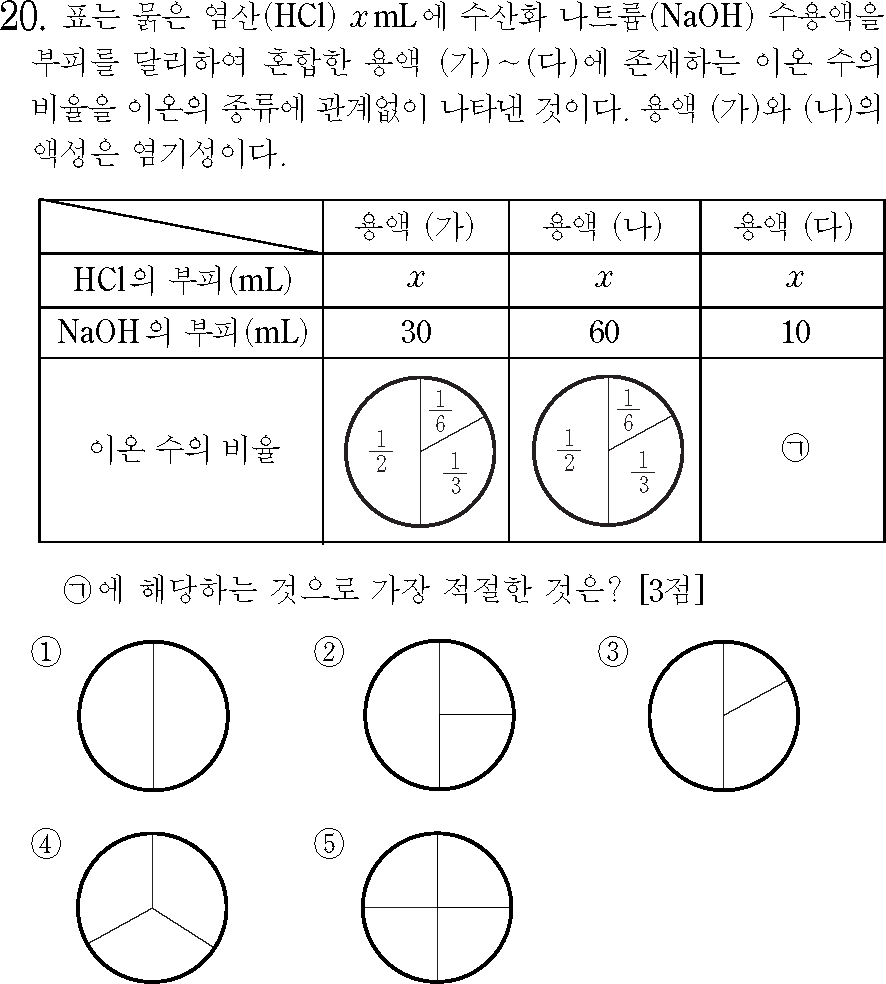 20. 표는 묽은 염산(HCl) x mL에 수산화 나트륨(NaOH) 수용액을
부피를 달리하여 혼합한 용액 (가)~(다)에 존재하는 이온 수의
비율을 이온의 종류에 관계없이 나타낸 것이다. 용액 (가)와 (나)의
액성은 염기성이다.
용액 (가) 용액 (나) 용액 (다)
HCl의 부피(mL) x x x
NaOH의 부피(mL) 30 60 10
이온 수의 비율 1/2 1/6 1/3 1/2 1/6 1/3 ㉠
㉠에 해당하는 것으로 가장 적절한 것은? [3점]
① ② ③
④ ⑤